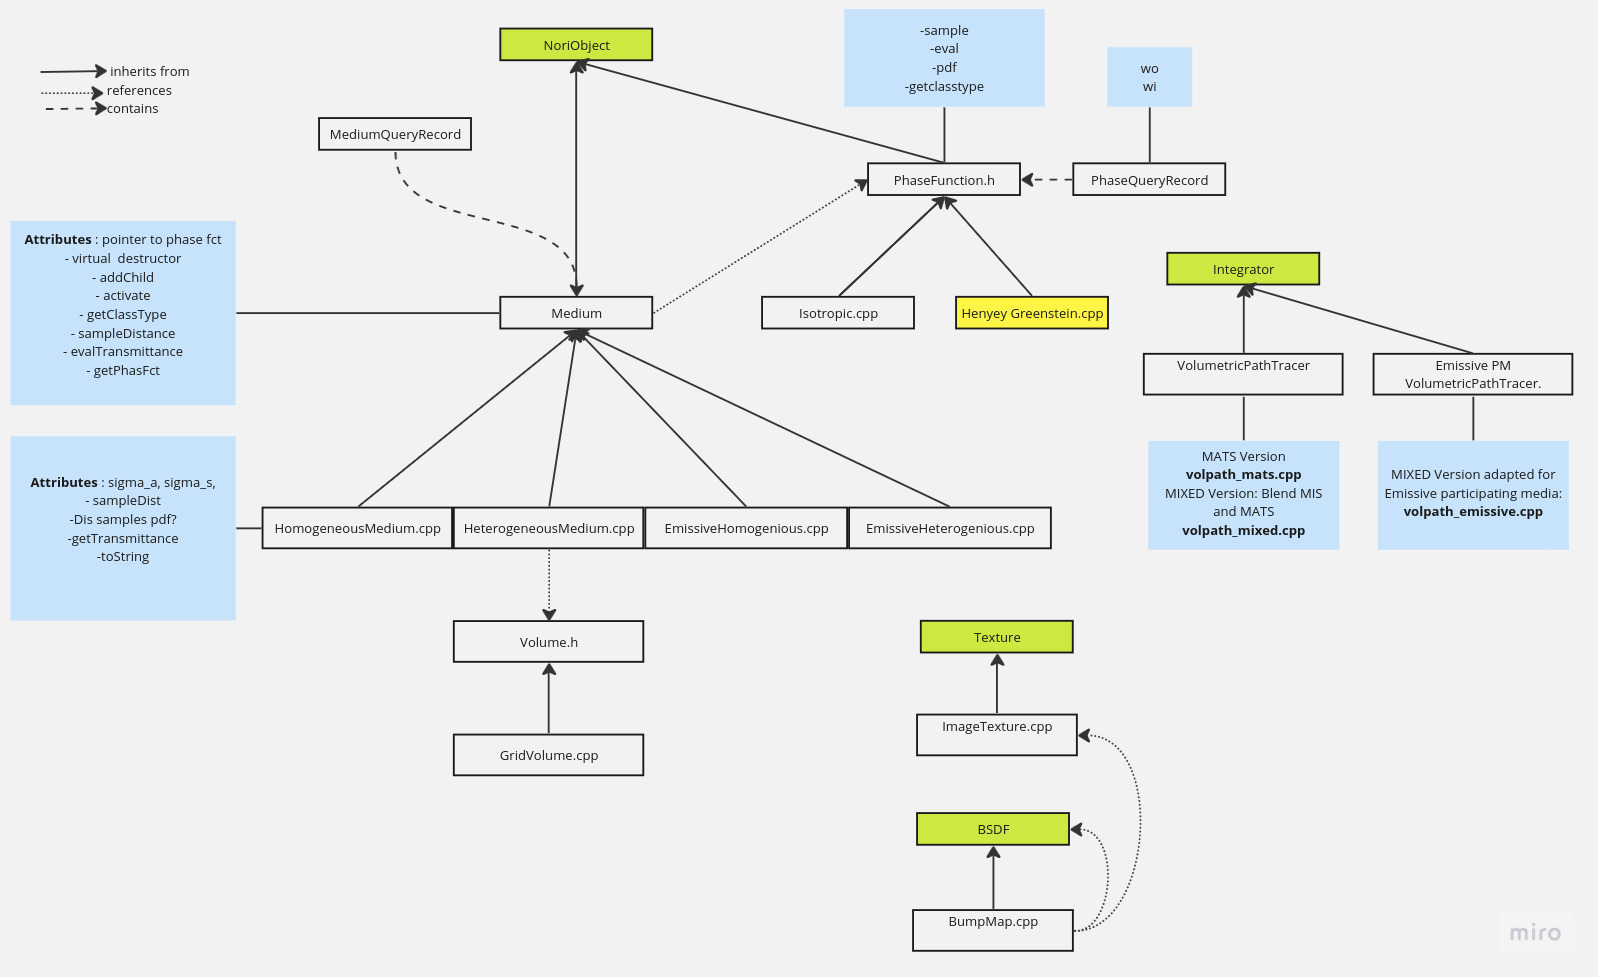 inherits from
references
contains
NoriObject
-sample
-eval
-pdf
-getclasstype
wo
wi
MediumQueryRecord
PhaseFunction.h
PhaseQueryRecord
Attributes : pointer to phase fct
- virtual  destructor
- addChild
- activate
- getClassType
- sampleDistance
- evalTransmittance
- getPhasFct
Medium
Isotropic.cpp
Henyey Greenstein.cpp
Integrator
VolumetricPathTracer
Emissive PM
VolumetricPathTracer.
MATS Version
volpath_mats.cpp
MIXED Version: Blend MIS
and MATS
volpath_mixed.cpp
MIXED Version adapted for
Emissive participating media:
volpath_emissive.cpp
Attributes : sigma_a, sigma_s,
- sampleDist
-Dis samples pdf?
-getTransmittance
-toString
HomogeneousMedium.cpp
HeterogeneousMedium.cpp
EmissiveHomogenious.cpp
EmissiveHeterogenious.cpp
Volume.h
GridVolume.cpp
Texture
ImageTexture.cpp
BSDF
BumpMap.cpp
miro